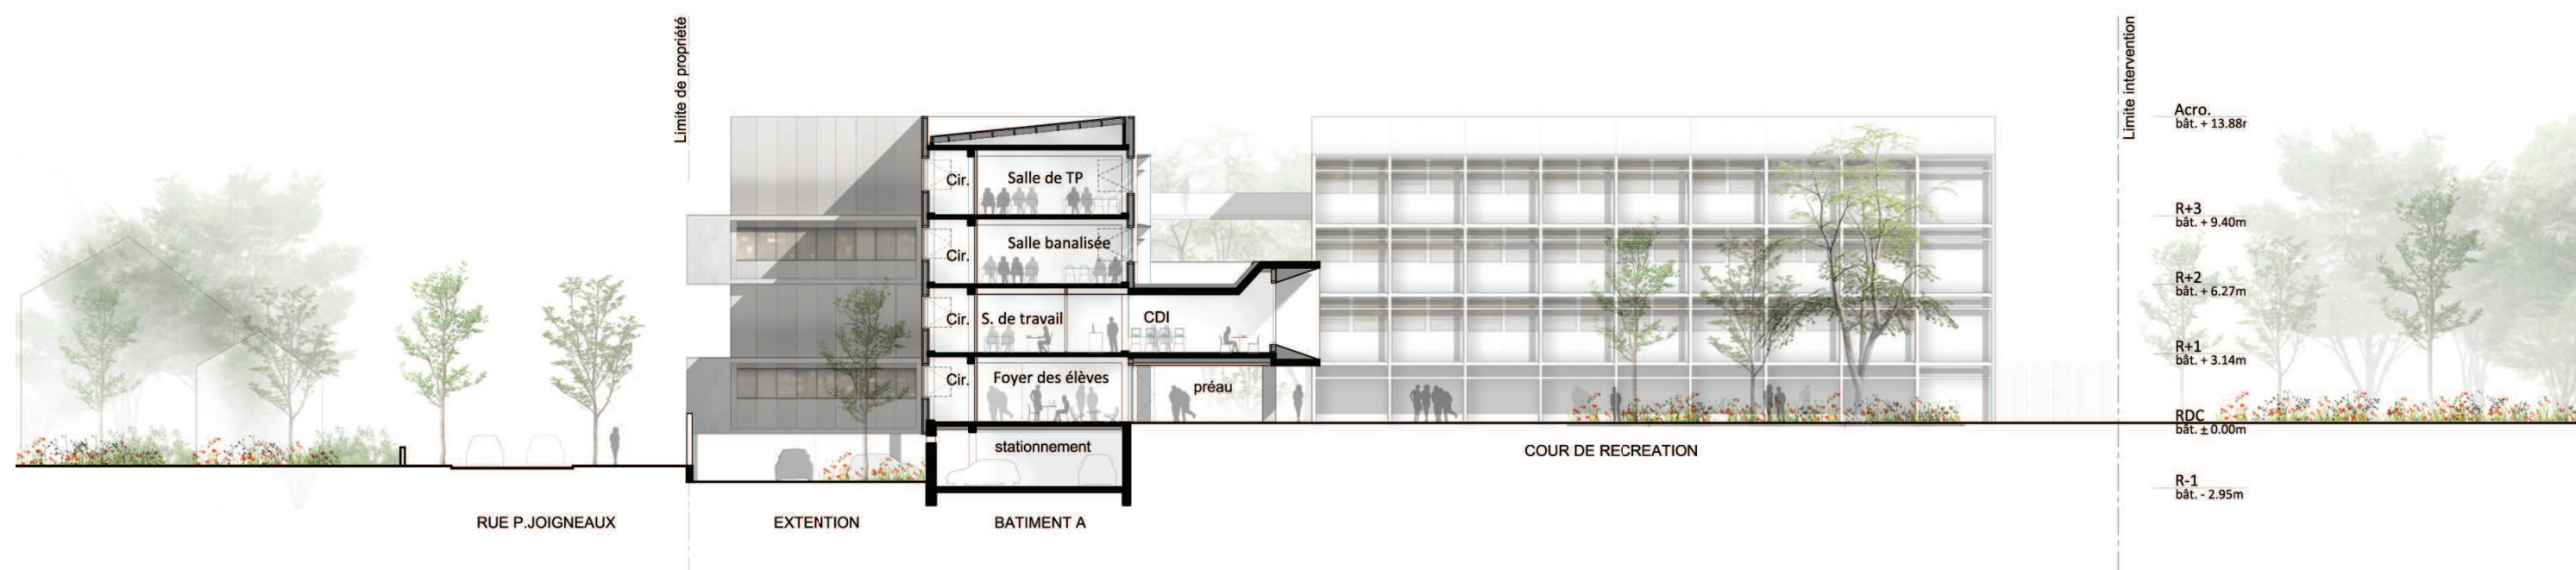 Limite de propriété
Limite intervention
Acro.
bât. + 13.88m
Cir.
Salle de TP
R+3
bât. + 9.40m
Cir.
Salle banalisée
R+2
bât. + 6.27m
Cir.
S. de travail
CDI
R+1
bât. + 3.14m
Cir.
Foyer des élèves
préau
RDC
bât. ± 0.00m
stationnement
COUR DE RECREATION
R-1
bât. - 2.95m
RUE P.JOIGNEAUX
EXTENTION
BATIMENT A